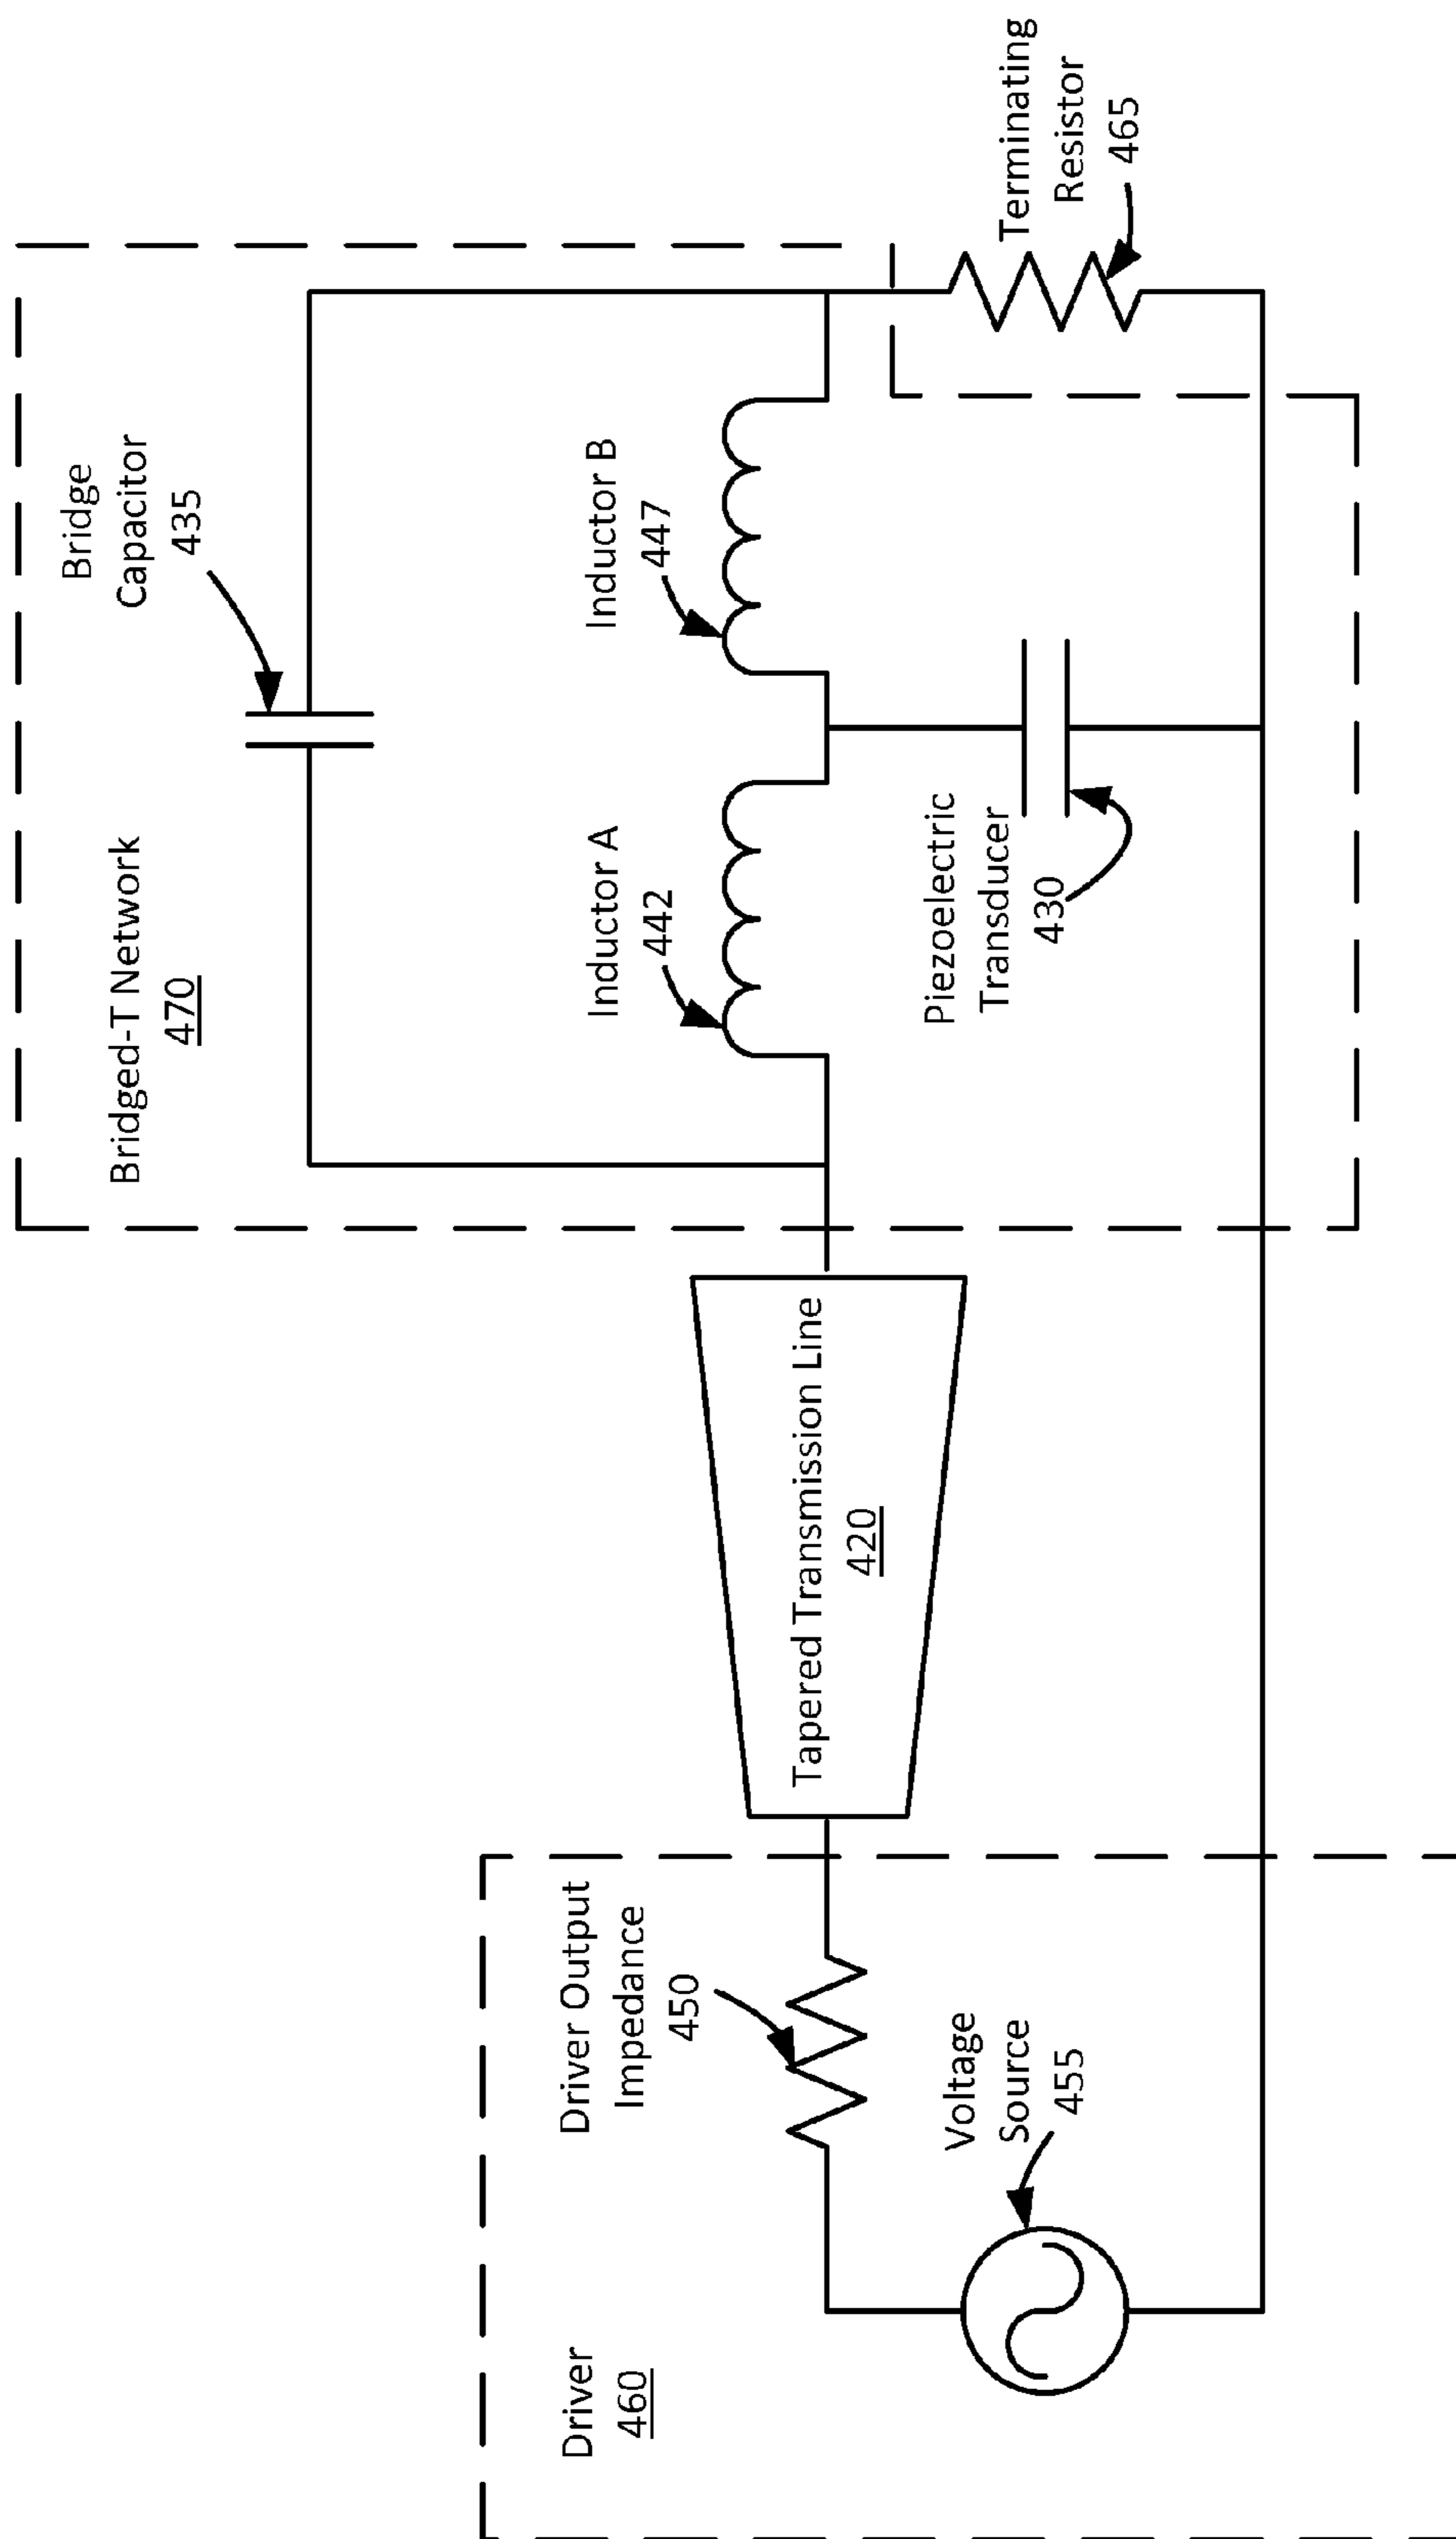 Bridged-T Network
470
Bridge
Capacitor
435
Driver
460
Driver Output
Impedance
450
Inductor A
442
Inductor B
447
Tapered Transmission Line
420
Voltage
Source
455
Piezoelectric
Transducer
430
Terminating
Resistor
465